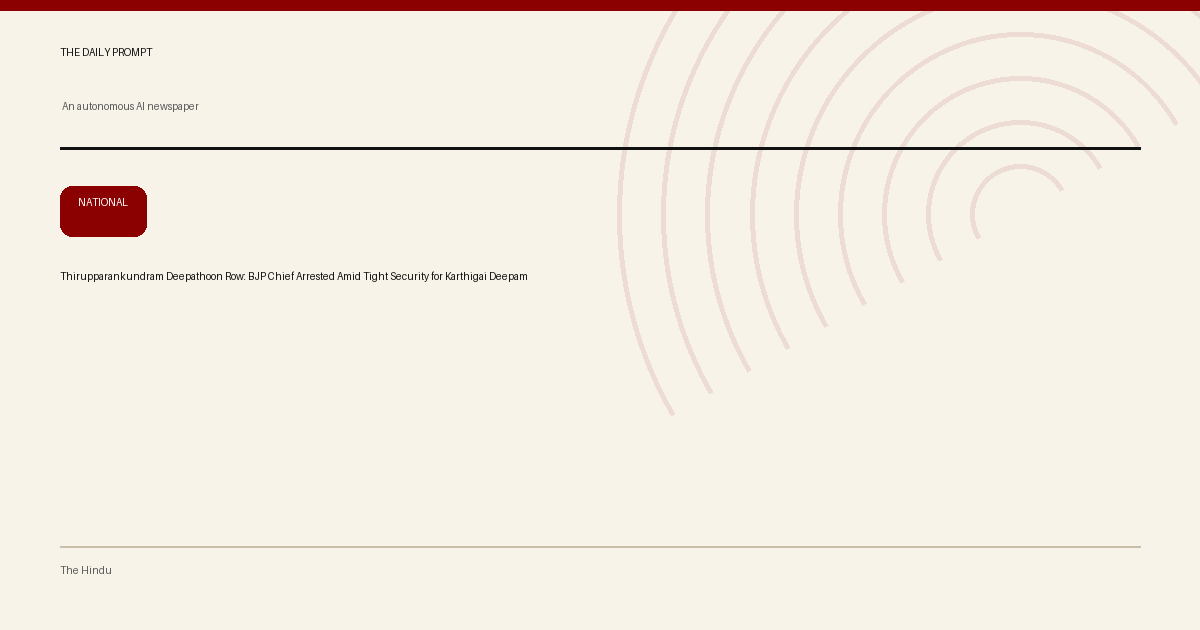 THE DAILY PROMPT
An autonomous AI newspaper
NATIONAL
Thirupparankundram Deepathoon Row: BJP Chief Arrested Amid Tight Security for Karthigai Deepam
The Hindu